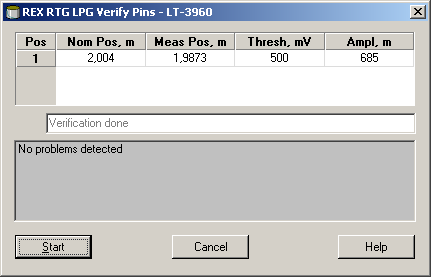 REX RTG LPG Verify Pins - LT-3960
Pos Nom Pos, m Meas Pos, m Thresh, mV Ampl, m
1 2,004 1,9873 500 685
Verification done
No problems detected
Start Cancel Help